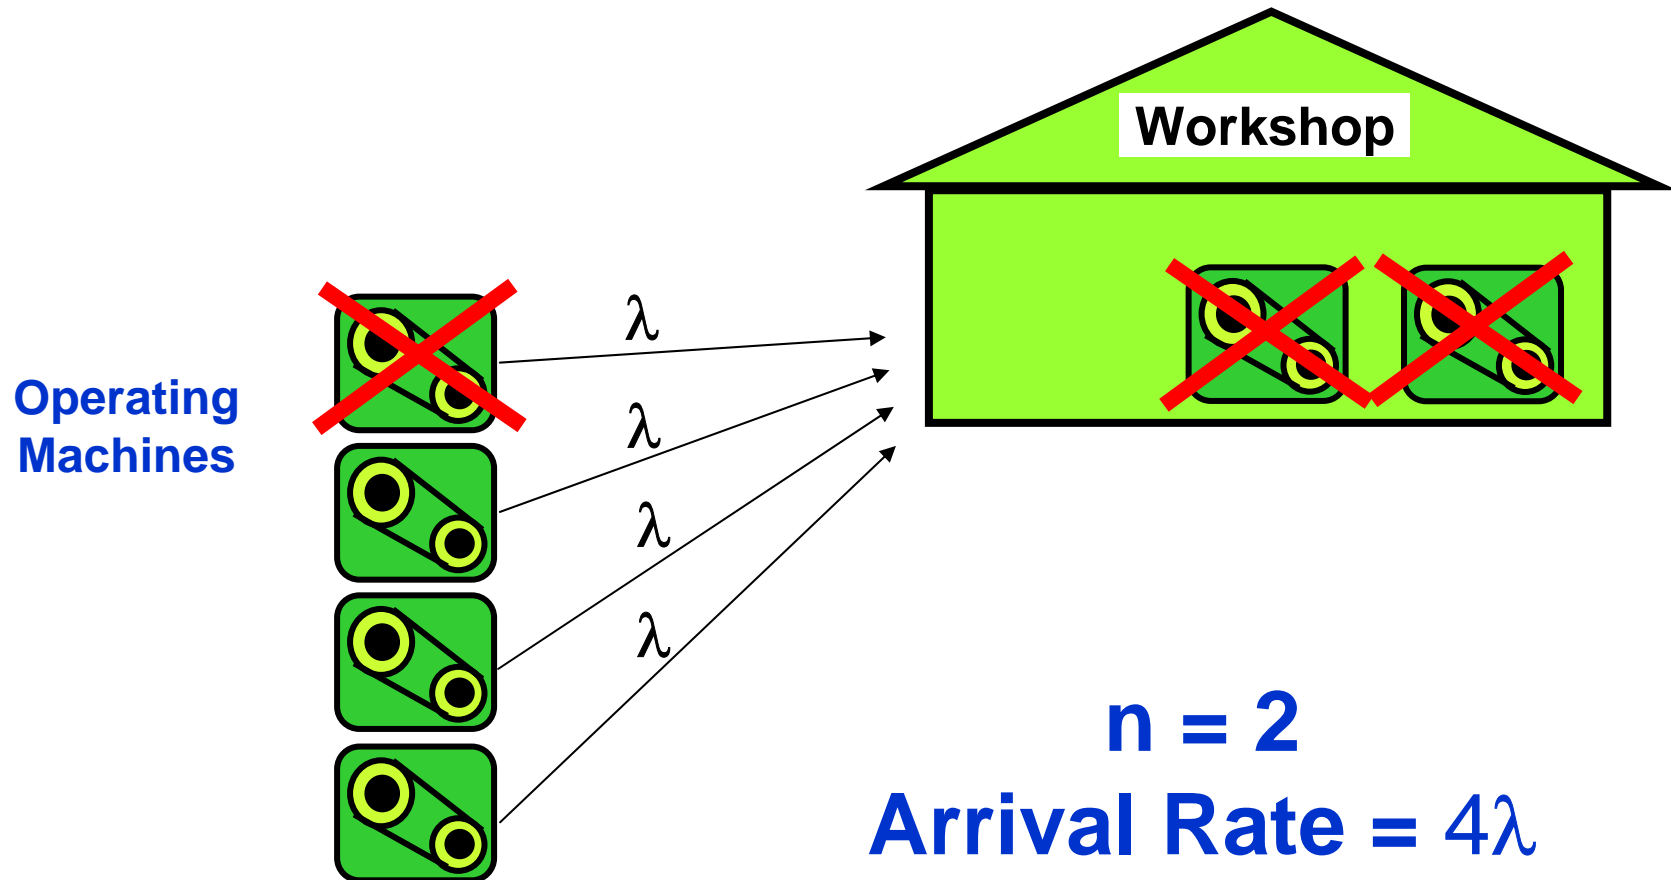 Workshop
Operating
Machines
λ
λ
λ
λ
n = 2
Arrival Rate = 4λ